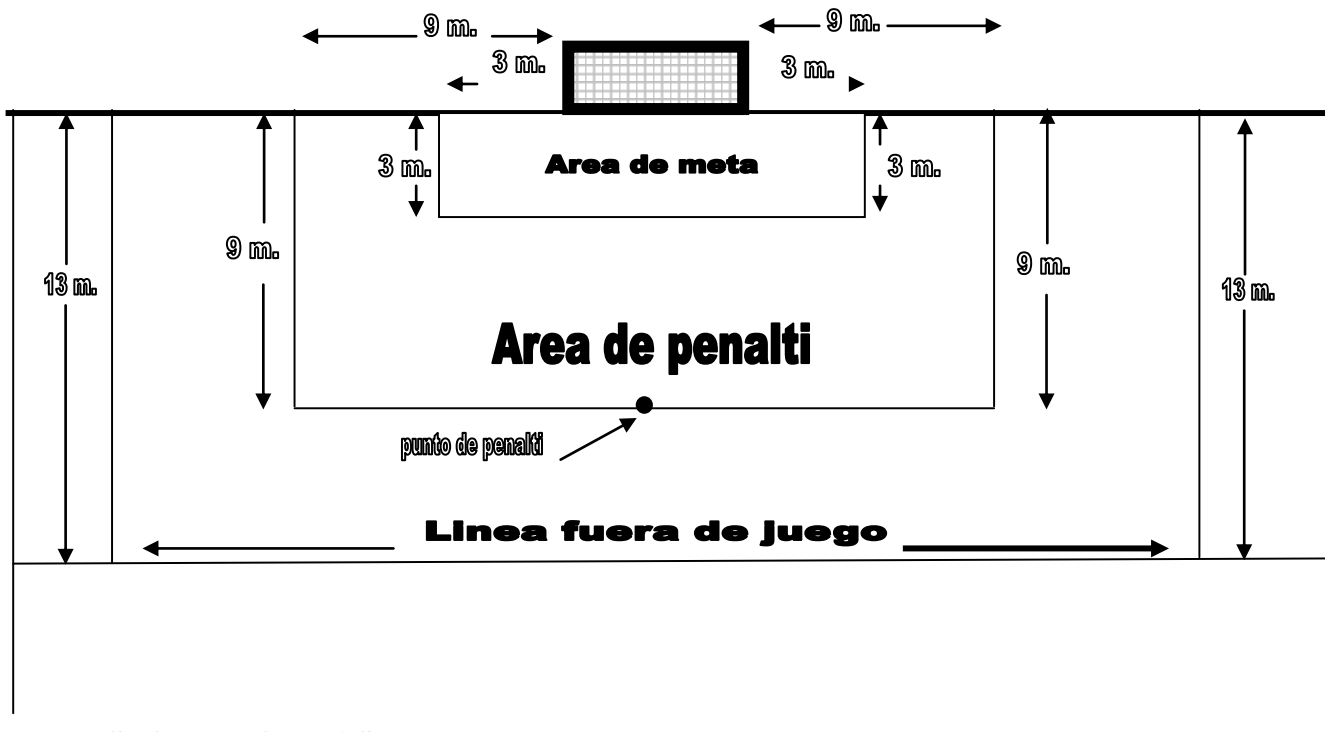 9 m.
9 m.
3 m.
3 m.
3 m.
Area de meta
3 m.
9 m.
9 m.
13 m.
13 m.
Area de penalti
punto de penalti
Linea fuera de juego